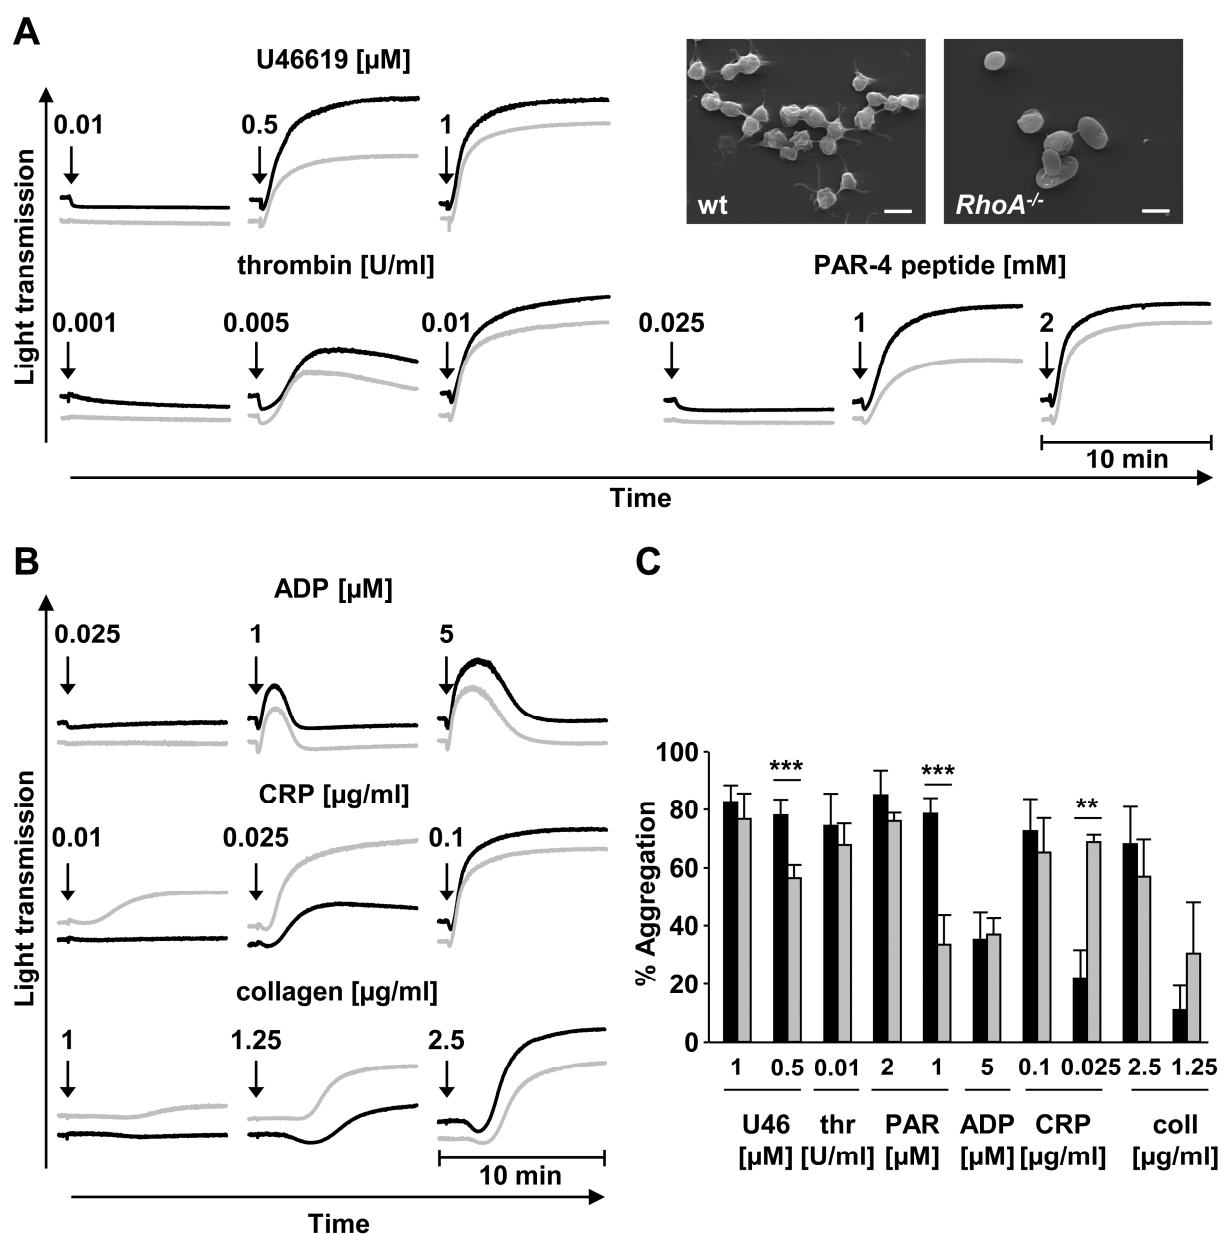 A
U46619 [µM]
0.01 0.5 1
wt
RhoA-/-
thrombin [U/ml]
PAR-4 peptide [mM]
0.001 0.005 0.01 0.025 1 2
Light transmission
10 min
Time
B
ADP [µM]
0.025 1 5
CRP [µg/ml]
0.01 0.025 0.1
collagen [µg/ml]
1 1.25 2.5
Light transmission
10 min
Time
C
*** *** **
100
80
60
40
20
0
% Aggregation
1 0.5 0.01 2 1 5 0.1 0.025 2.5 1.25
U46 thr PAR ADP CRP coll
[µM] [U/ml] [µM] [µM] [µg/ml] [µg/ml]